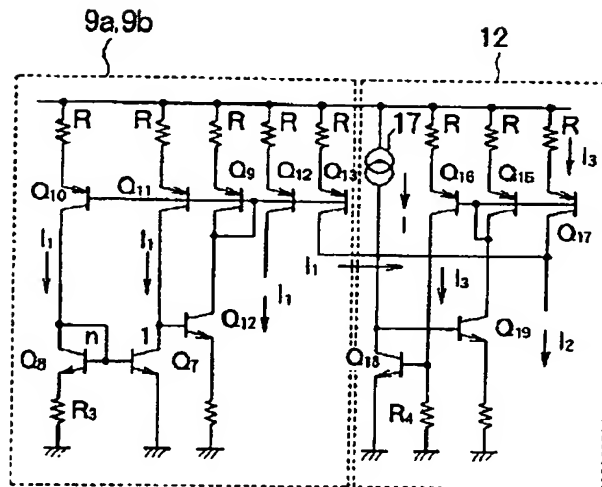 9a,9b
12
R R R R R 17 R R R I3
Q10 Q11 Q9 Q12 Q13 Q16 Q15
Q17
I1 I1 I1 I1 I I3
Q12 Q19 I2
n 1
Q8 Q7 Q18
R3 R4